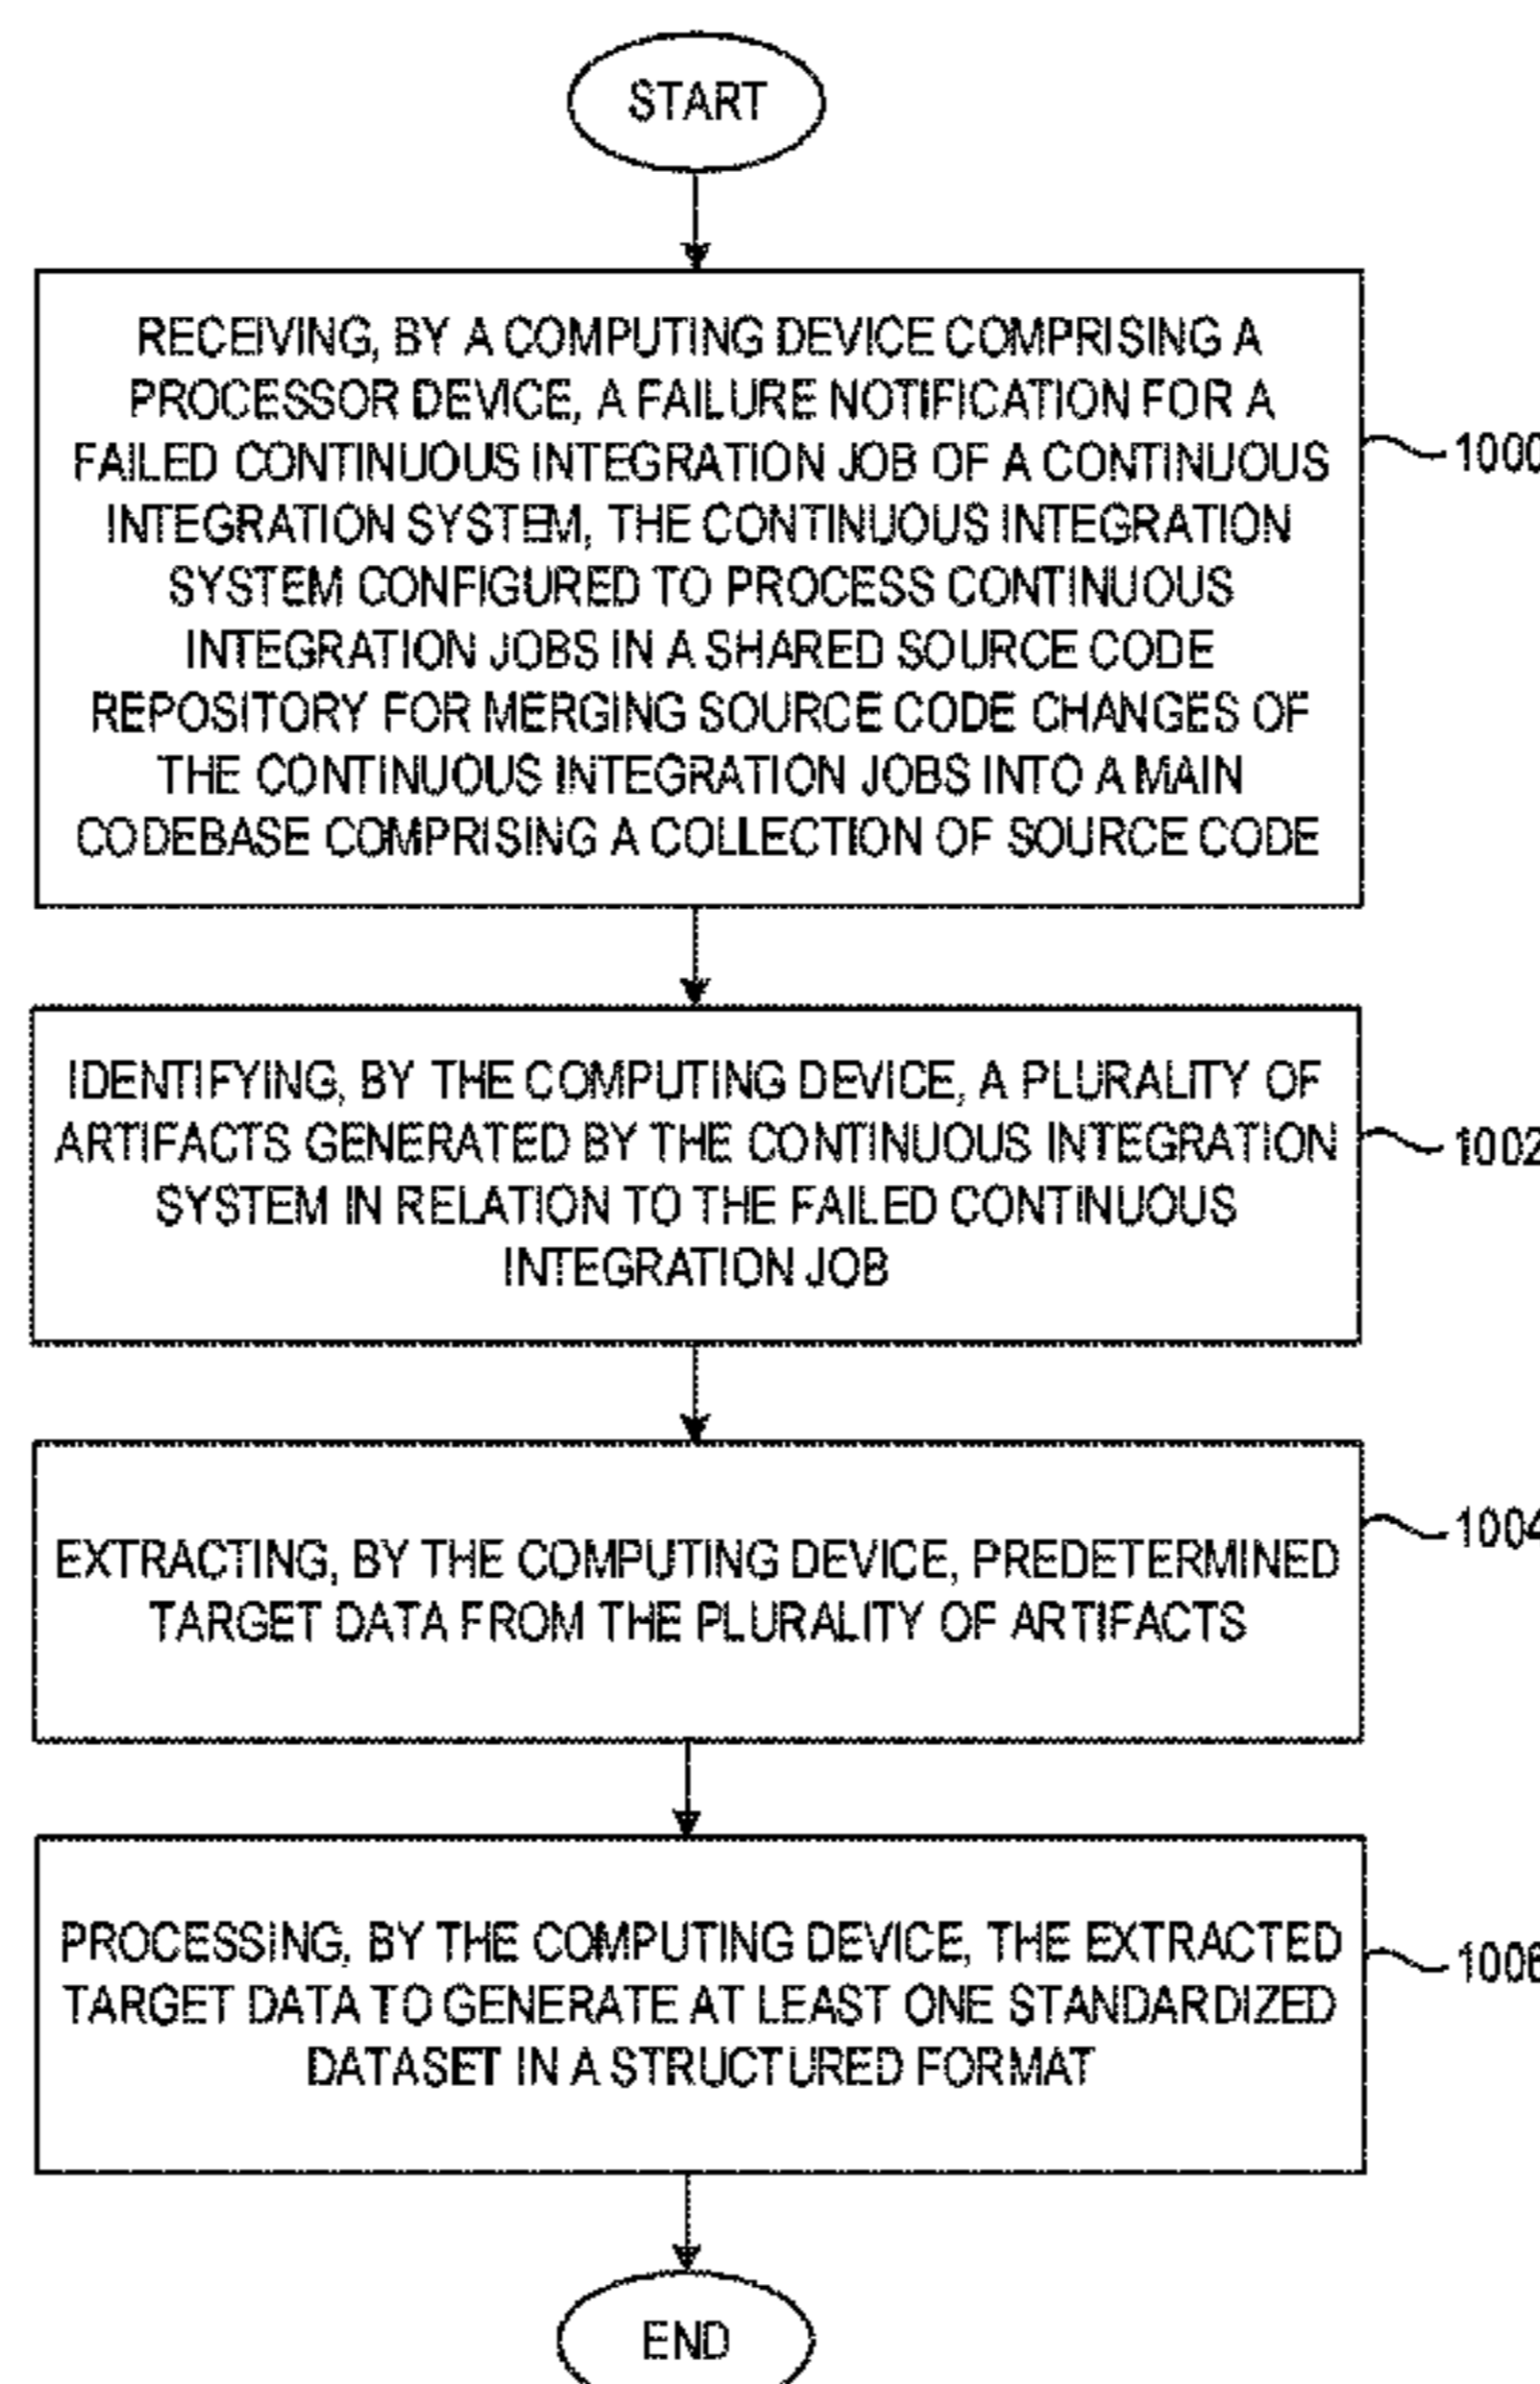 START
RECEIVING, BY A COMPUTING DEVICE COMPRISING A
PROCESSOR DEVICE, A FAILURE NOTIFICATION FOR A
FAILED CONTINUOUS INTEGRATION JOB OF A CONTINUOUS
INTEGRATION SYSTEM, THE CONTINUOUS INTEGRATION
SYSTEM CONFIGURED TO PROCESS CONTINUOUS
INTEGRATION JOBS IN A SHARED SOURCE CODE
REPOSITORY FOR MERGING SOURCE CODE CHANGES OF
THE CONTINUOUS INTEGRATION JOBS INTO A MAIN
CODEBASE COMPRISING A COLLECTION OF SOURCE CODE
1000
IDENTIFYING, BY THE COMPUTING DEVICE, A PLURALITY OF
ARTIFACTS GENERATED BY THE CONTINUOUS INTEGRATION
SYSTEM IN RELATION TO THE FAILED CONTINUOUS
INTEGRATION JOB
1002
EXTRACTING, BY THE COMPUTING DEVICE, PREDETERMINED
TARGET DATA FROM THE PLURALITY OF ARTIFACTS
1004
PROCESSING, BY THE COMPUTING DEVICE, THE EXTRACTED
TARGET DATA TO GENERATE AT LEAST ONE STANDARDIZED
DATASET IN A STRUCTURED FORMAT
1006
END